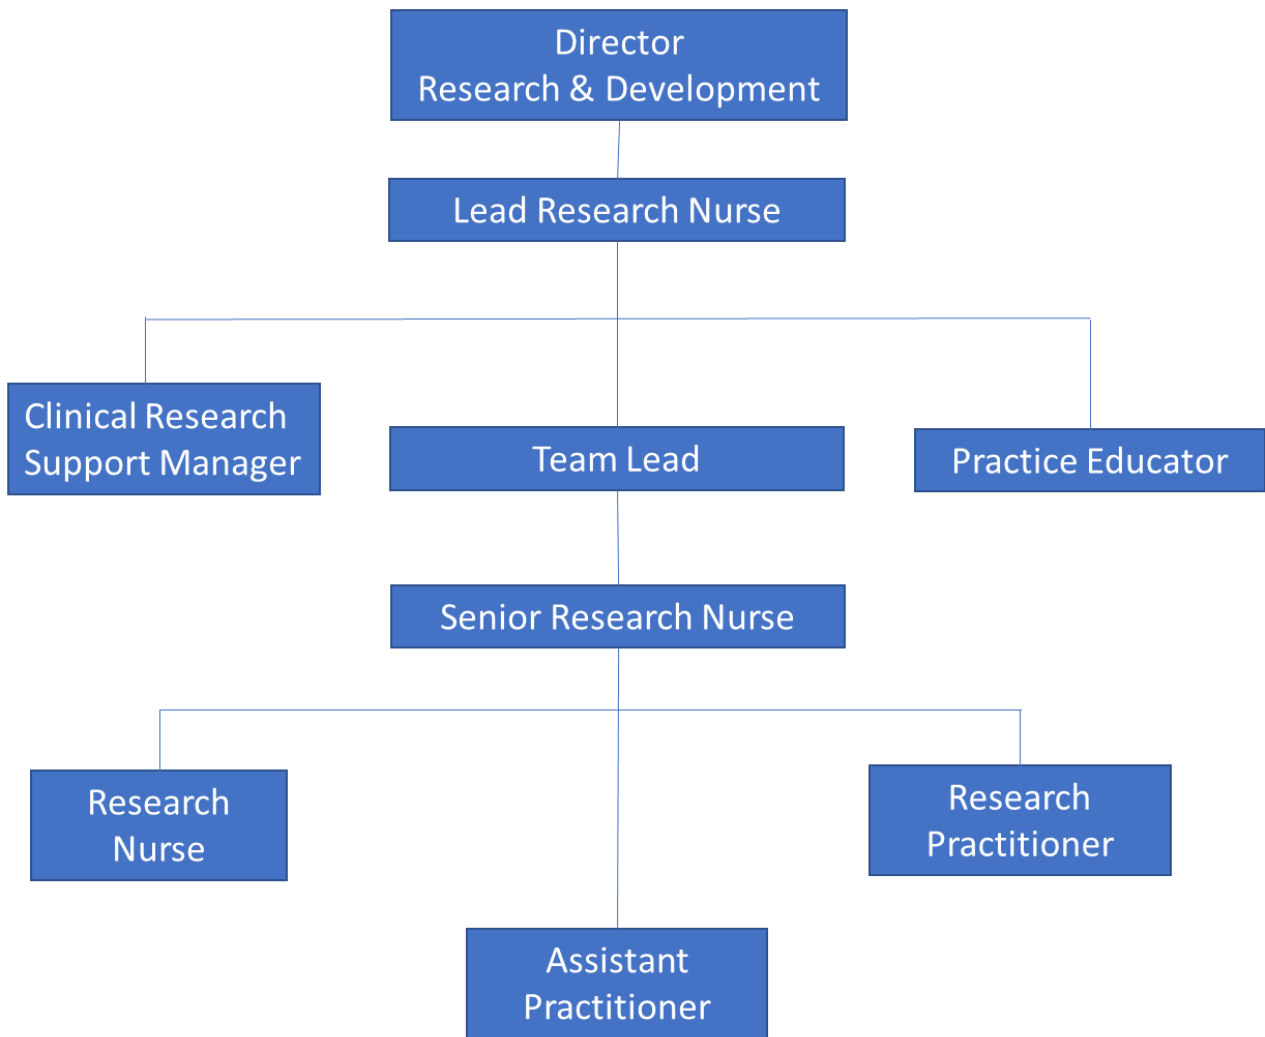 Director
Research & Development
Lead Research Nurse
Clinical Research
Support Manager
Team Lead
Practice Educator
Senior Research Nurse
Research
Nurse
Research
Practitioner
Assistant
Practitioner